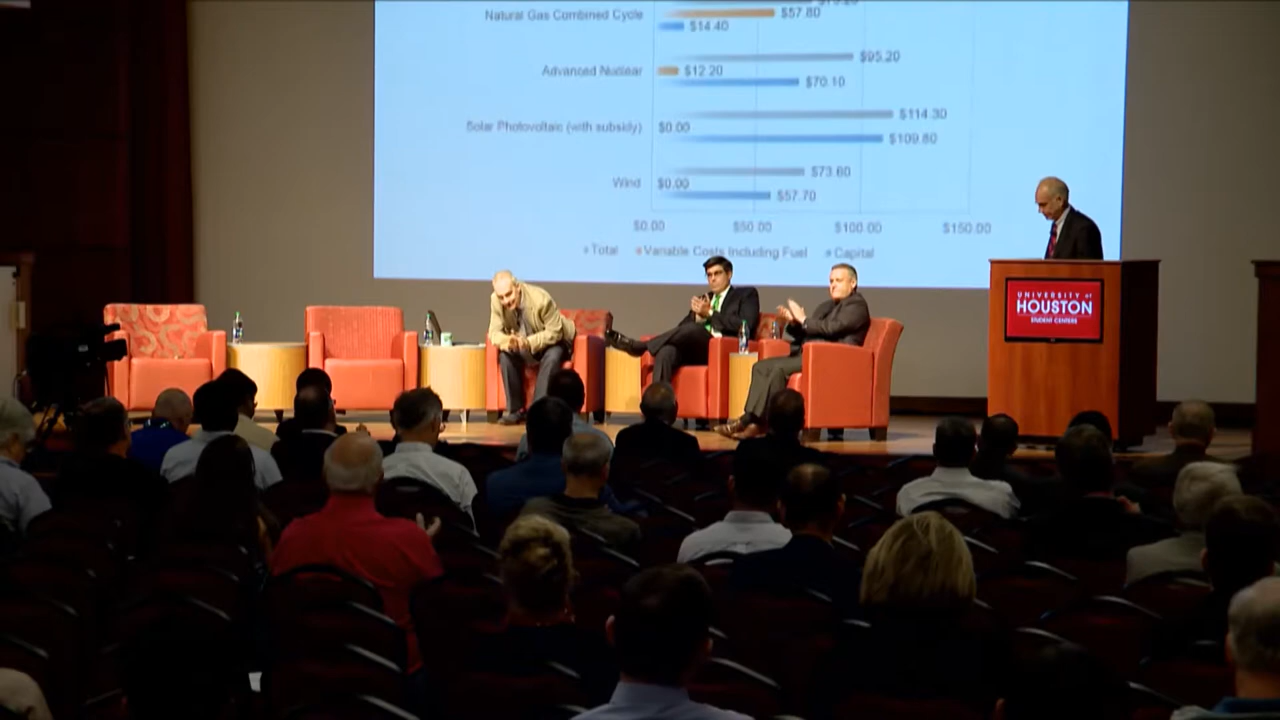 Natural Gas Combined Cycle
$57.80
$14.40
Advanced Nuclear
$95.20
$12.20
$70.10
Solar Photovoltaic (with subsidy)
$114.30
$0.00
$109.80
Wind
$73.60
$0.00
$57.70
$0.00 $50.00 $100.00 $150.00
Total Variable Costs Including Fuel Capital
UNIVERSITY of
HOUSTON
STUDENT CENTERS